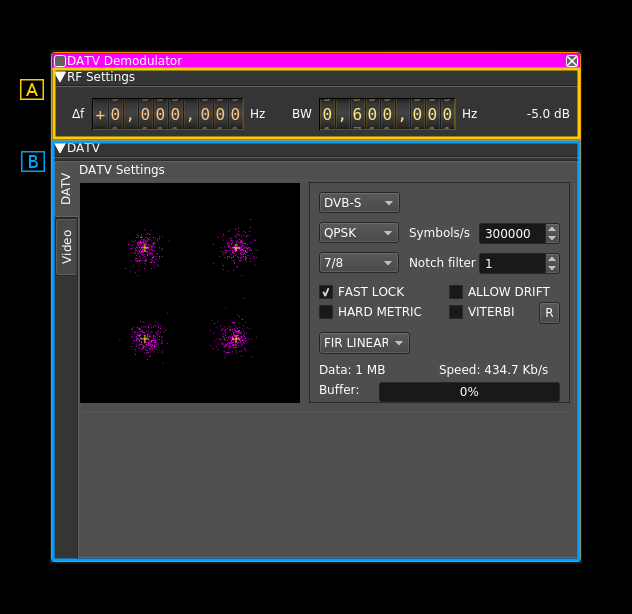 DATV Demodulator
A
▼RF Settings
Δf +0,000,000 Hz BW 0,600,000 Hz -5.0 dB
B
▼DATV
DATV
Video
DATV Settings
DVB-S
QPSK Symbols/s 300000
7/8 Notch filter 1
FAST LOCK ALLOW DRIFT
HARD METRIC VITERBI R
FIR LINEAR
Data: 1 MB Speed: 434.7 Kb/s
Buffer: 0%